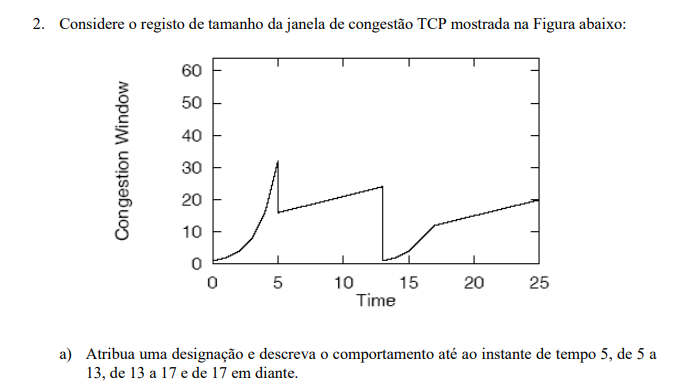 2. Considere o registo de tamanho da janela de congestão TCP mostrada na Figura abaixo:
Congestion Window
60
50
40
30
20
10
0
0 5 10 15 20 25
Time
a) Atribua uma designação e descreva o comportamento até ao instante de tempo 5, de 5 a
13, de 13 a 17 e de 17 em diante.